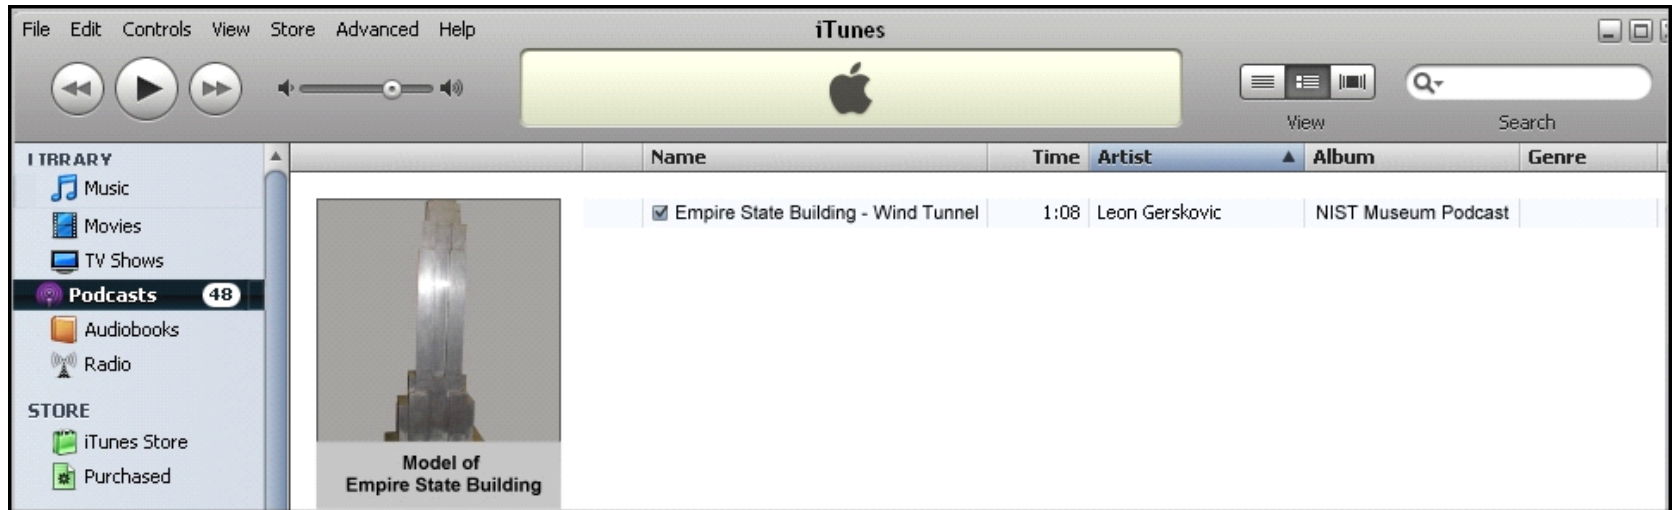 File Edit Controls View Store Advanced Help
iTunes
View
Search
LIBRARY
Music
Movies
TV Shows
Podcasts 48
Audiobooks
Radio
STORE
iTunes Store
Purchased
Name Time Artist Album Genre
Empire State Building - Wind Tunnel 1:08 Leon Gerskovic NIST Museum Podcast
Model of
Empire State Building